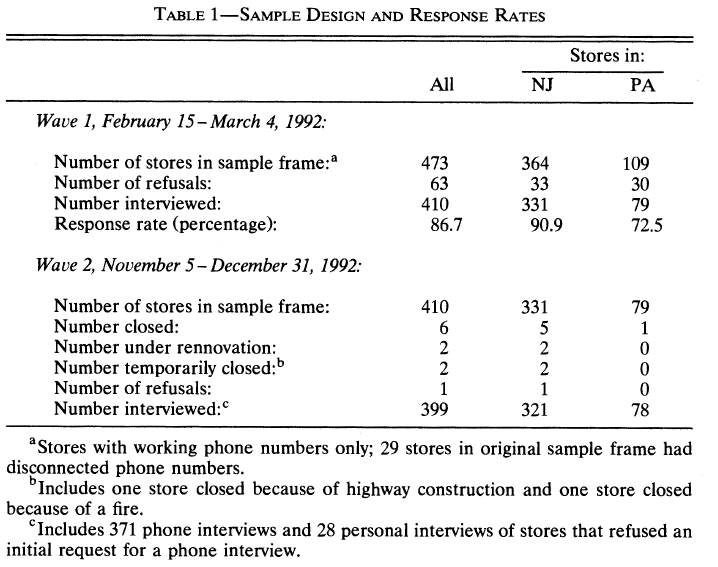 TABLE 1—SAMPLE DESIGN AND RESPONSE RATES
Stores in:
All NJ PA
Wave 1, February 15–March 4, 1992:
Number of stores in sample frame:a 473 364 109
Number of refusals: 63 33 30
Number interviewed: 410 331 79
Response rate (percentage): 86.7 90.9 72.5
Wave 2, November 5–December 31, 1992:
Number of stores in sample frame: 410 331 79
Number closed: 6 5 1
Number under rennovation: 2 2 0
Number temporarily closed:b 2 2 0
Number of refusals: 1 1 0
Number interviewed:c 399 321 78
aStores with working phone numbers only; 29 stores in original sample frame had
disconnected phone numbers.
bIncludes one store closed because of highway construction and one store closed
because of a fire.
cIncludes 371 phone interviews and 28 personal interviews of stores that refused an
initial request for a phone interview.